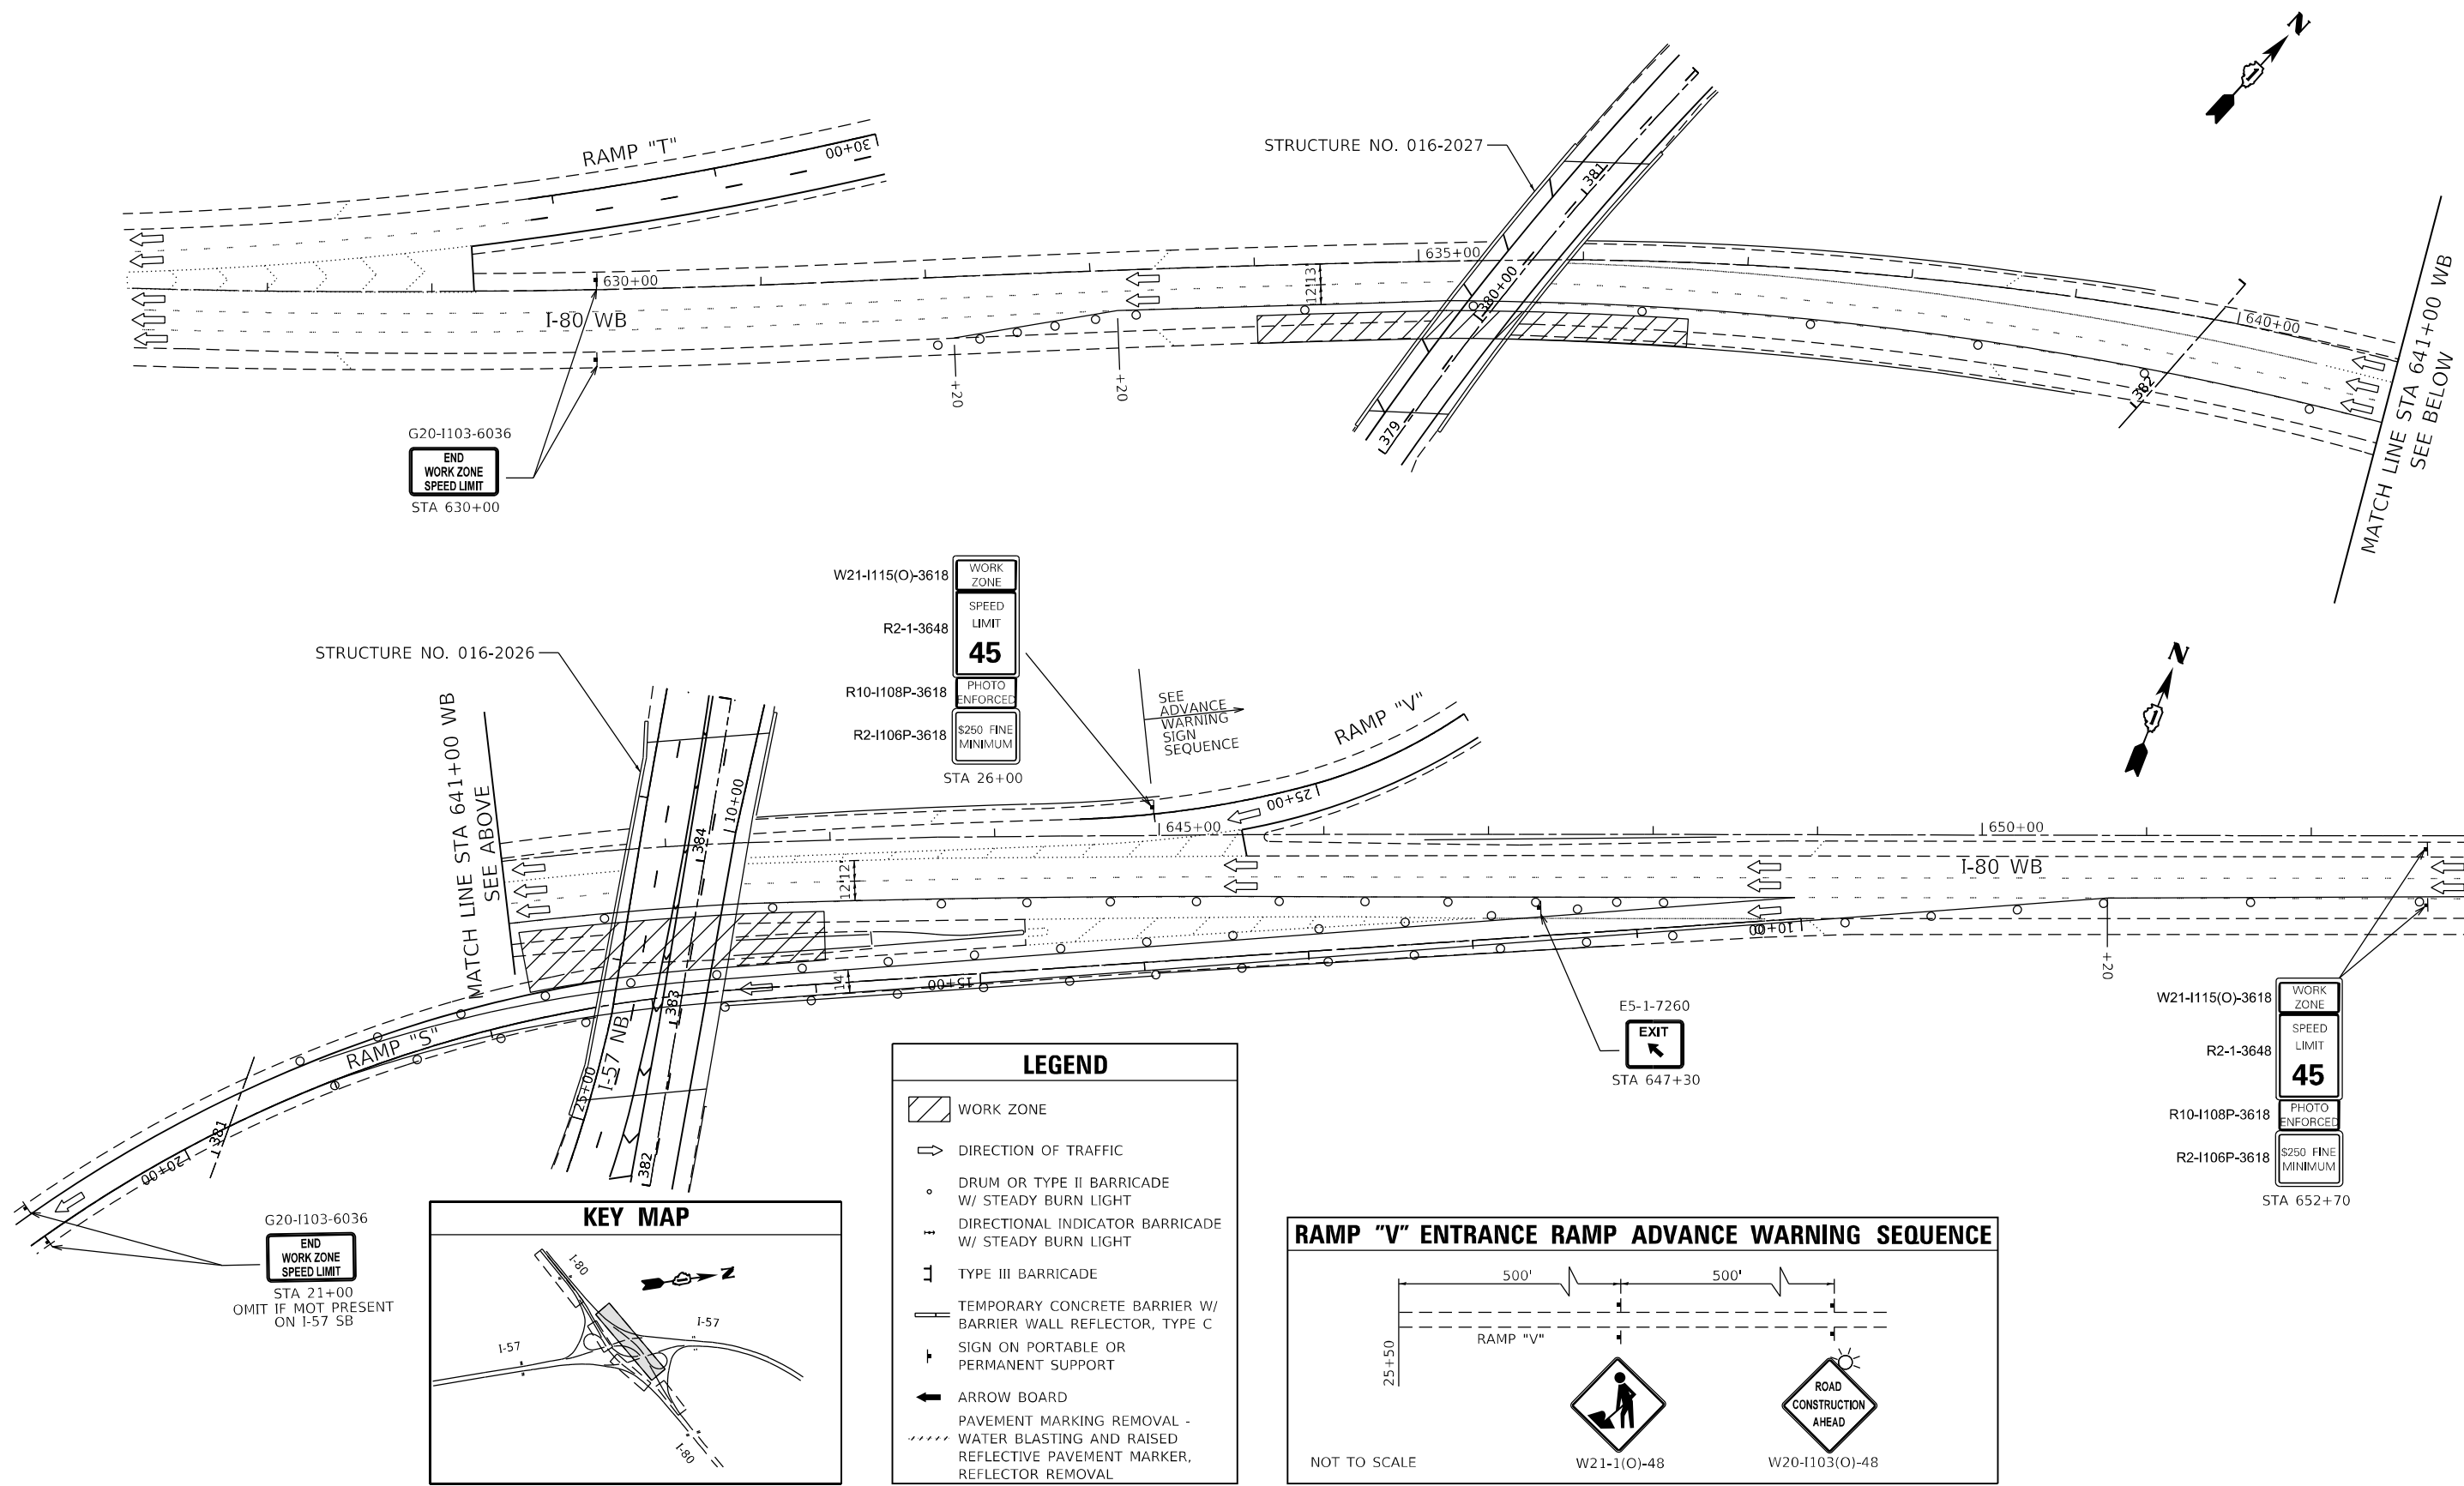 N
RAMP "T"
30+00
STRUCTURE NO. 016-2027
381
635+00
630+00
13'
12'
1380+00
I-80 WB
640+00
+20
+20
379
382
MATCH LINE STA 641+00 WB
SEE BELOW
G20-I103-6036
END
WORK ZONE
SPEED LIMIT
STA 630+00
W21-I115(O)-3618
WORK
ZONE
R2-1-3648
SPEED
LIMIT
45
R10-I108P-3618
PHOTO
ENFORCED
R2-I106P-3618
$250 FINE
MINIMUM
STA 26+00
STRUCTURE NO. 016-2026
MATCH LINE STA 641+00 WB
SEE ABOVE
SEE
ADVANCE
WARNING
SIGN
SEQUENCE
RAMP "V"
N
25+00
10+00
384
645+00
650+00
I-80 WB
12'
12'
10+00
14'
15+00
383
+20
RAMP "S"
I-57 NB
25+00
382
1381
20+00
E5-1-7260
EXIT
STA 647+30
W21-I115(O)-3618
WORK
ZONE
R2-1-3648
SPEED
LIMIT
45
R10-I108P-3618
PHOTO
ENFORCED
R2-I106P-3618
$250 FINE
MINIMUM
STA 652+70
G20-I103-6036
END
WORK ZONE
SPEED LIMIT
STA 21+00
OMIT IF MOT PRESENT
ON I-57 SB
KEY MAP
I-80
N
I-57
I-57
I-80
LEGEND
WORK ZONE
DIRECTION OF TRAFFIC
DRUM OR TYPE II BARRICADE
W/ STEADY BURN LIGHT
DIRECTIONAL INDICATOR BARRICADE
W/ STEADY BURN LIGHT
TYPE III BARRICADE
TEMPORARY CONCRETE BARRIER W/
BARRIER WALL REFLECTOR, TYPE C
SIGN ON PORTABLE OR
PERMANENT SUPPORT
ARROW BOARD
PAVEMENT MARKING REMOVAL -
WATER BLASTING AND RAISED
REFLECTIVE PAVEMENT MARKER,
REFLECTOR REMOVAL
RAMP "V" ENTRANCE RAMP ADVANCE WARNING SEQUENCE
500'
500'
RAMP "V"
25+50
ROAD
CONSTRUCTION
AHEAD
NOT TO SCALE
W21-1(O)-48
W20-I103(O)-48